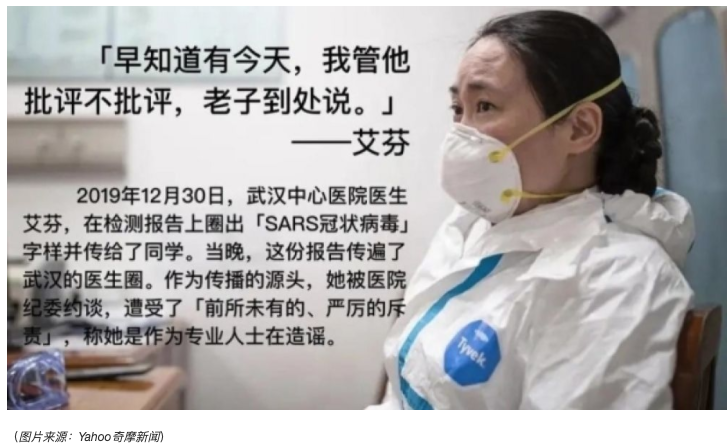 「早知道有今天，我管他
批评不批评，老子到处说。」
——艾芬
2019年12月30日，武汉中心医院医生
艾芬，在检测报告上圈出「SARS冠状病毒」
字样并传给了同学。当晚，这份报告传遍了
武汉的医生圈。作为传播的源头，她被医院
纪委约谈，遭受了「前所未有的、严厉的斥
责」，称她是作为专业人士在造谣。
Tyvek.
（图片来源：Yahoo奇摩新闻）